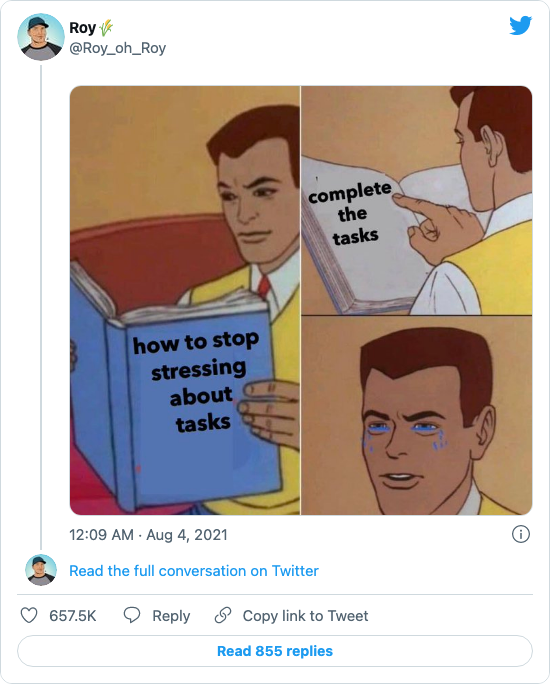 Roy
@Roy_oh_Roy
how to stop
stressing
about
tasks
complete
the
tasks
12:09 AM · Aug 4, 2021
Read the full conversation on Twitter
657.5K Reply Copy link to Tweet
Read 855 replies